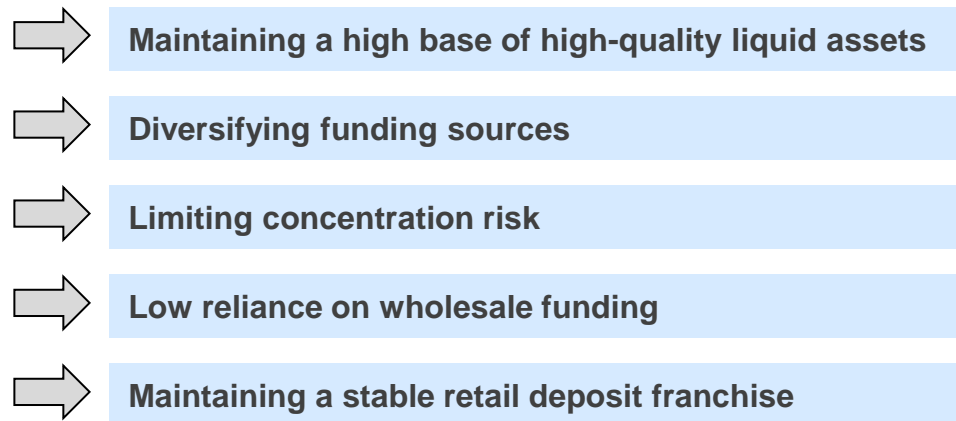 Maintaining a high base of high-quality liquid assets
Diversifying funding sources
Limiting concentration risk
Low reliance on wholesale funding
Maintaining a stable retail deposit franchise